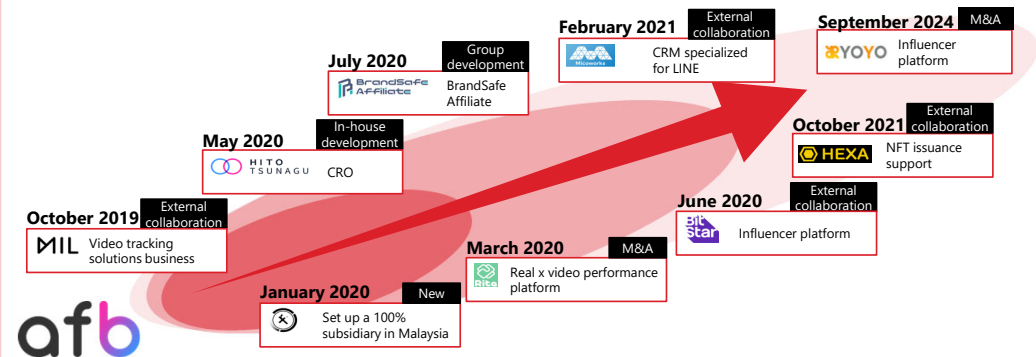 October 2019
External
collaboration
MIL
Video tracking
solutions business
May 2020
In-house
development
HITO
TSUNAGU
CRO
July 2020
Group
development
BrandSafe
Affiliate
BrandSafe
Affiliate
February 2021
External
collaboration
Micoworks
CRM specialized
for LINE
September 2024
M&A
YOYO
Influencer
platform
October 2021
External
collaboration
HEXA
NFT issuance
support
June 2020
External
collaboration
Bit
Star
Influencer platform
March 2020
M&A
Rite
Real x video performance
platform
January 2020
New
Set up a 100%
subsidiary in Malaysia
afb